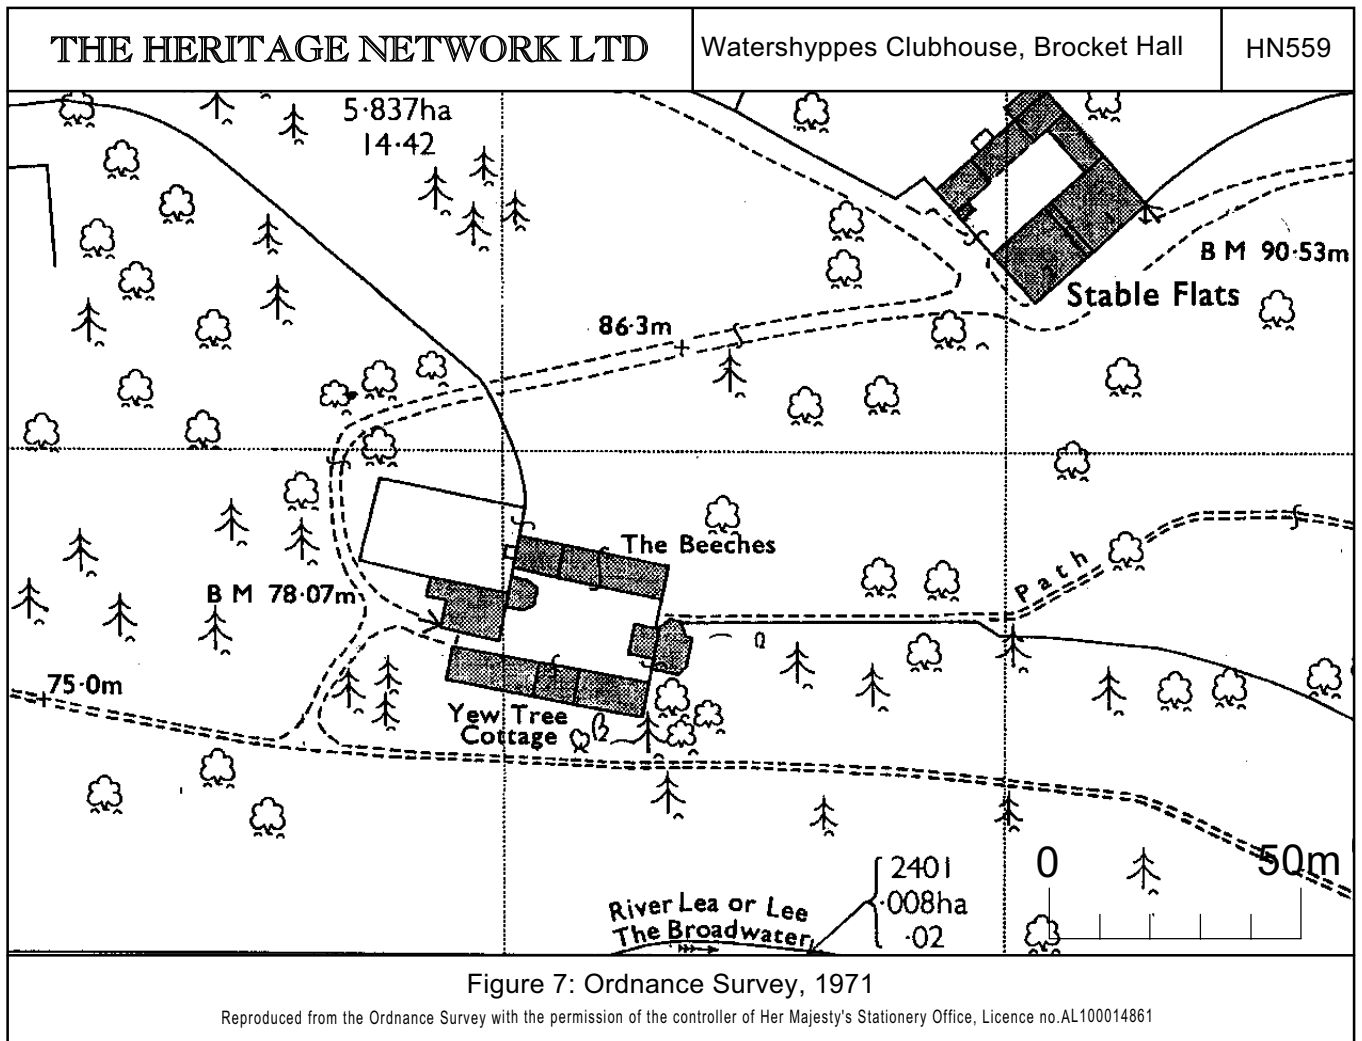 THE HERITAGE NETWORK LTD
Watershyppes Clubhouse, Brocket Hall
HN559
5·837ha
14·42
B M 90·53m
Stable Flats
86·3m
The Beeches
Path
B M 78·07m
75·0m
Yew Tree
Cottage
2401
·008ha
·02
River Lea or Lee
The Broadwater
0
50m
Figure 7: Ordnance Survey, 1971
Reproduced from the Ordnance Survey with the permission of the controller of Her Majesty's Stationery Office, Licence no.AL100014861